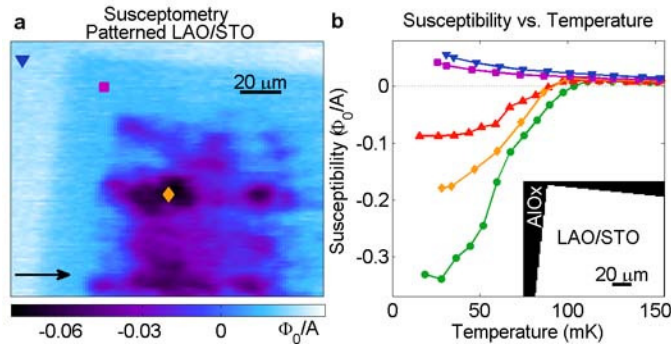 a
Susceptometry
Patterned LAO/STO
20 μm
-0.06 -0.03 0 Φ0/A
b
Susceptibility vs. Temperature
Susceptibility (Φ0/A)
0
-0.1
-0.2
-0.3
AlOx
LAO/STO
20 μm
0 50 100 150
Temperature (mK)